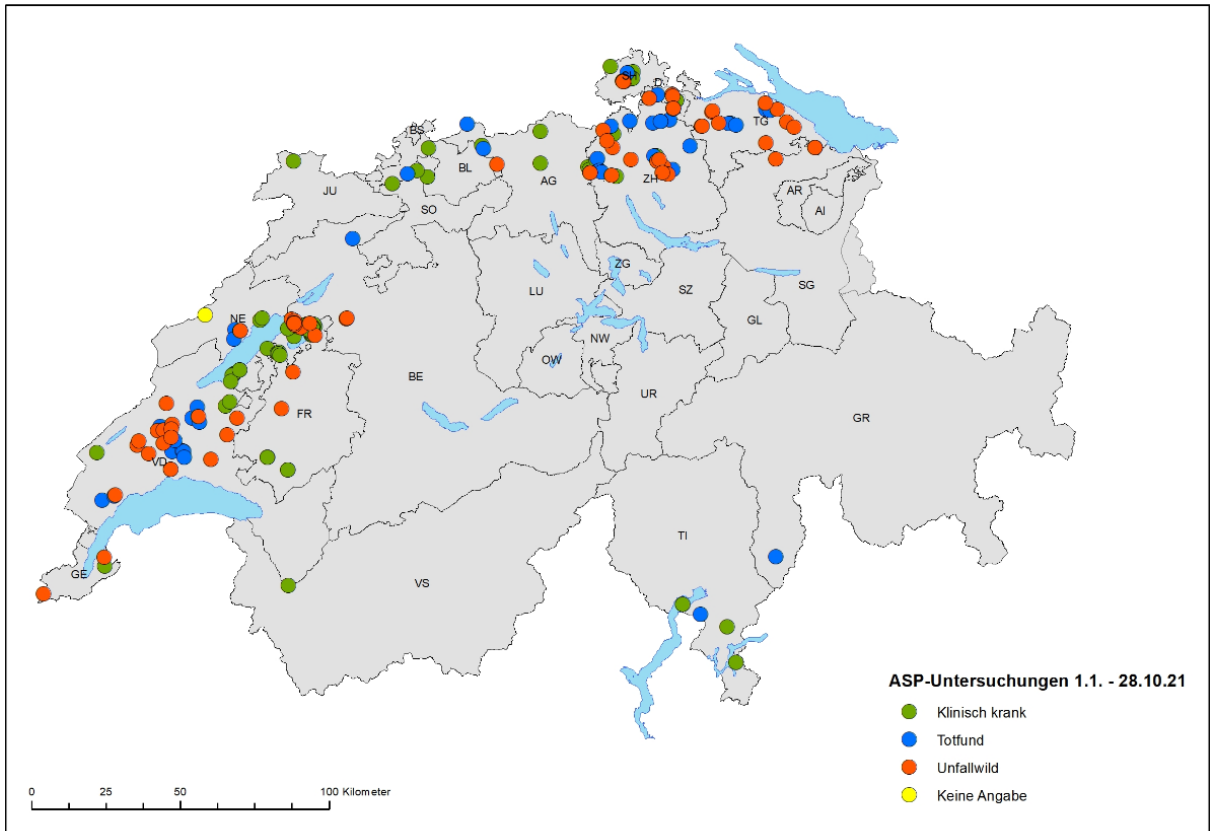 SH
D
BS
TG
BL
JU
AG
ZH
AR
SO
AI
ZG
LU
SZ
SG
NE
GL
NW
OW
BE
UR
FR
GR
VD
TI
GE
VS
ASP-Untersuchungen 1.1. - 28.10.21
Klinisch krank
Totfund
Unfallwild
Keine Angabe
0 25 50 100 Kilometer